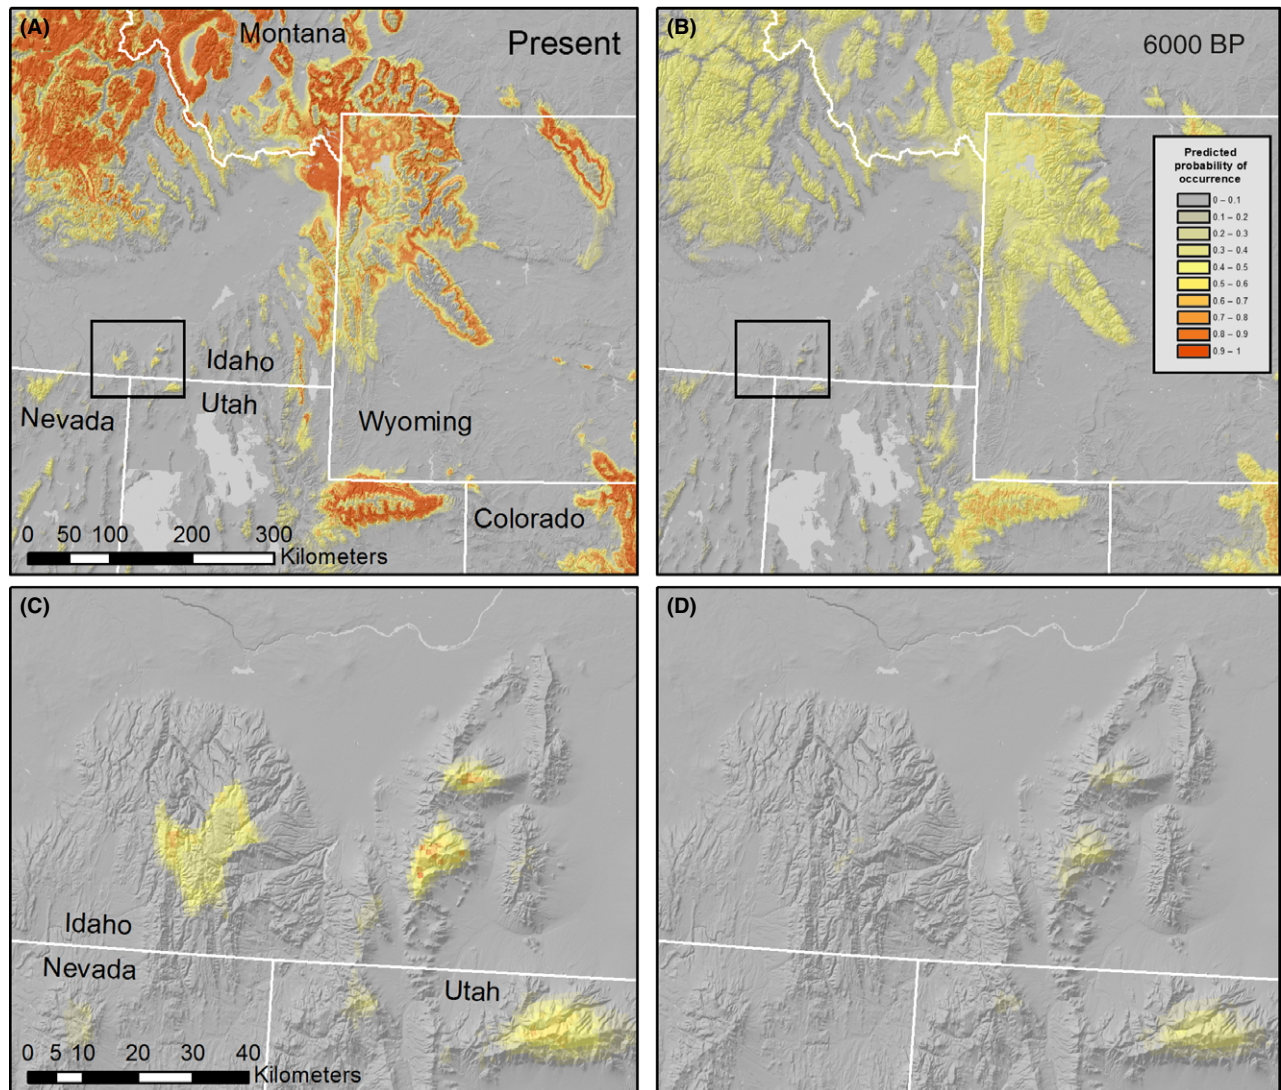 (A)
Montana
Present
Idaho
Utah
Nevada
Wyoming
Colorado
0 50 100 200 300
Kilometers
(B)
6000 BP
Predicted
probability of
occurrence
0 – 0.1
0.1 – 0.2
0.2 – 0.3
0.3 – 0.4
0.4 – 0.5
0.5 – 0.6
0.6 – 0.7
0.7 – 0.8
0.8 – 0.9
0.9 – 1
(C)
Idaho
Nevada
Utah
0 5 10 20 30 40
Kilometers
(D)